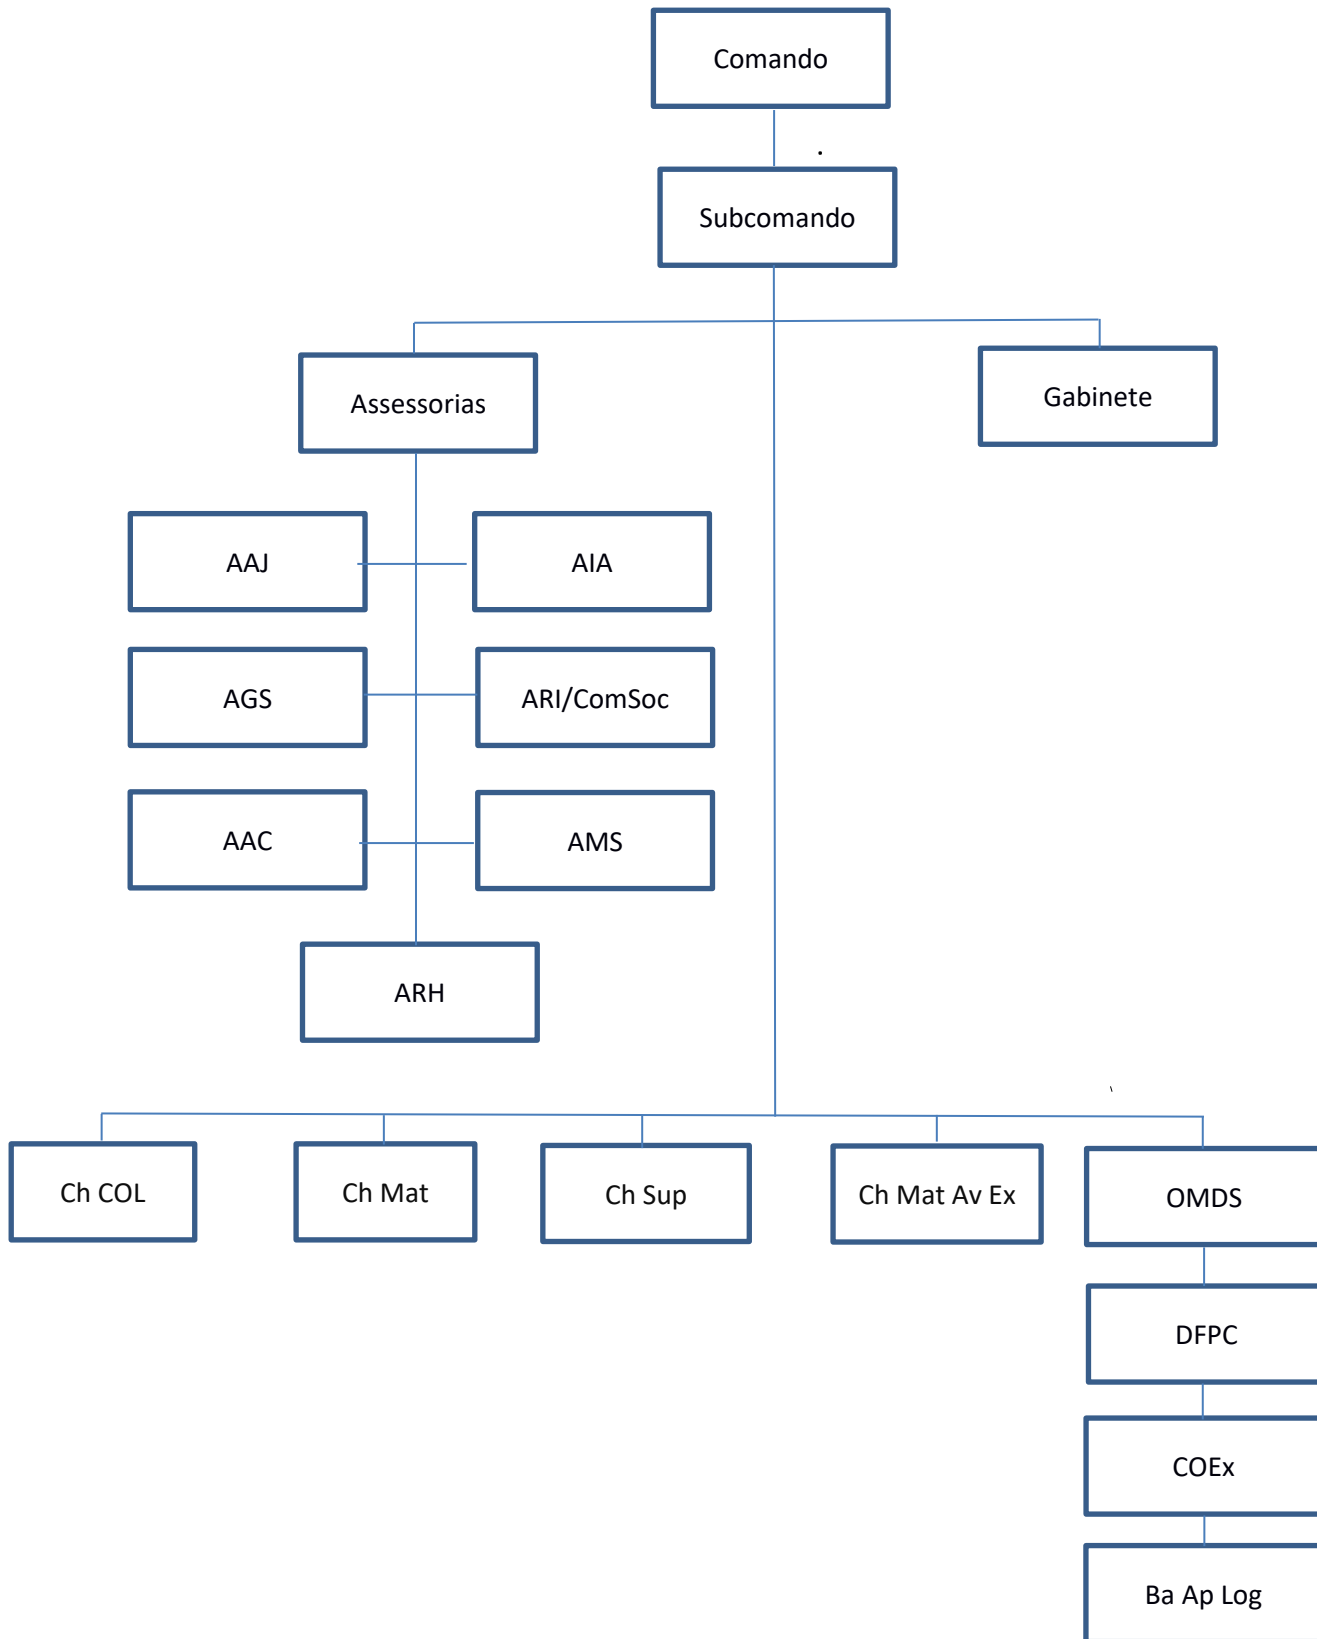 Comando
.
Subcomando
Assessorias
Gabinete
AAJ
AIA
AGS
ARI/ComSoc
AAC
AMS
ARH
Ch COL
Ch Mat
Ch Sup
Ch Mat Av Ex
OMDS
DFPC
COEx
Ba Ap Log